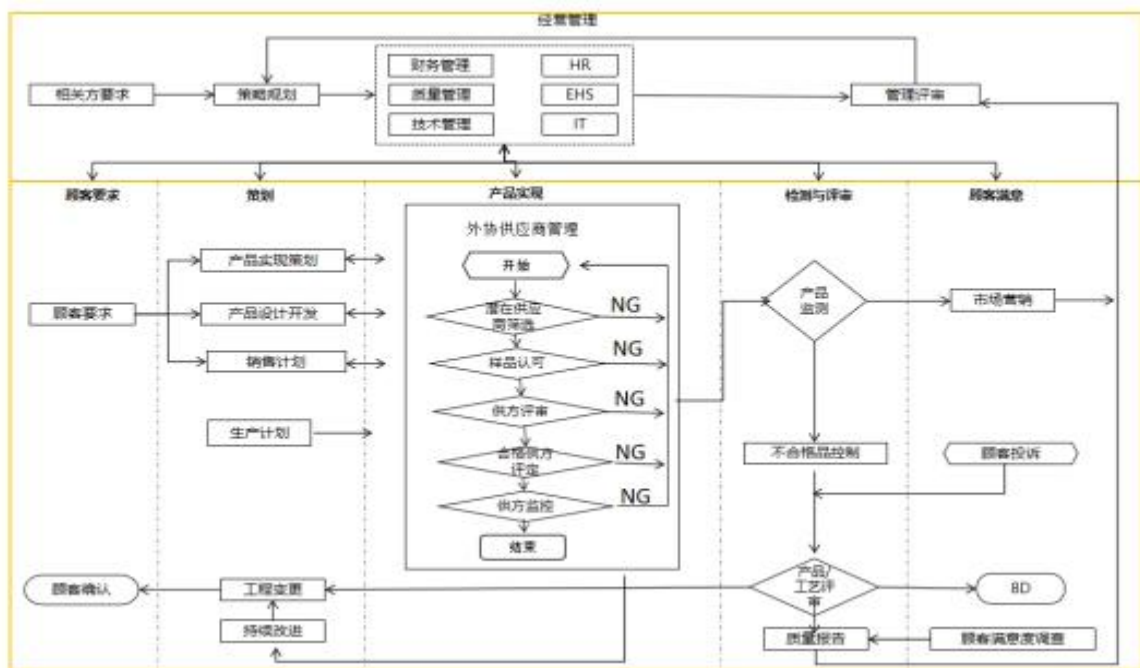 经营管理
财务管理
HR
相关方要求
策略规划
质量管理
EHS
管理评审
技术管理
IT
顾客要求
策划
产品实现
检测与评审
顾客满意
外协供应商管理
产品实现策划
开始
产品
监测
顾客要求
产品设计开发
潜在供应
商筛选
NG
市场营销
销售计划
样品认可
NG
供方评审
NG
生产计划
不合格品控制
顾客投诉
合格供方
评定
NG
供方监控
NG
结束
顾客确认
工程变更
产品/
工艺评
审
8D
持续改进
质量报告
顾客满意度调查